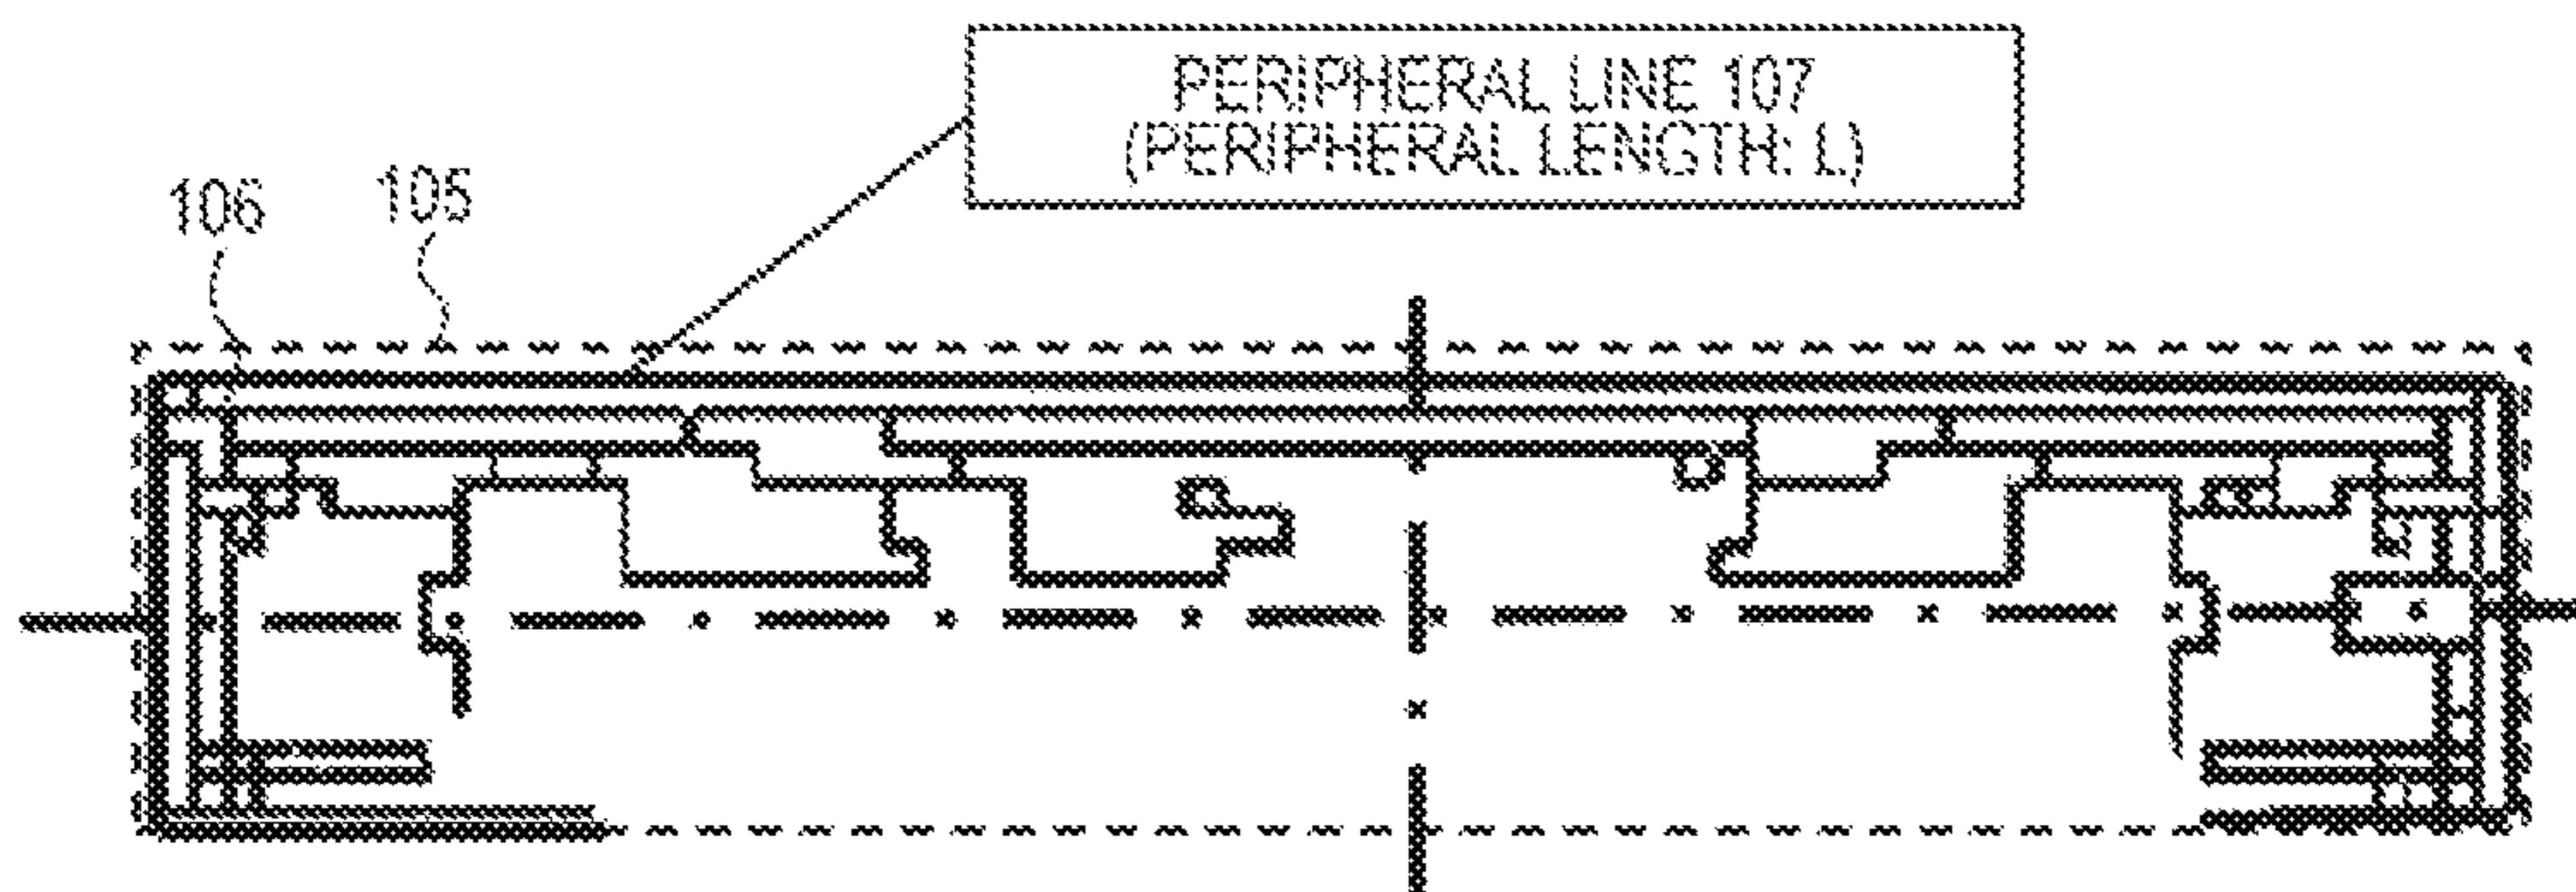 PERIPHERAL LINE 107
(PERIPHERAL LENGTH: L)
106
105